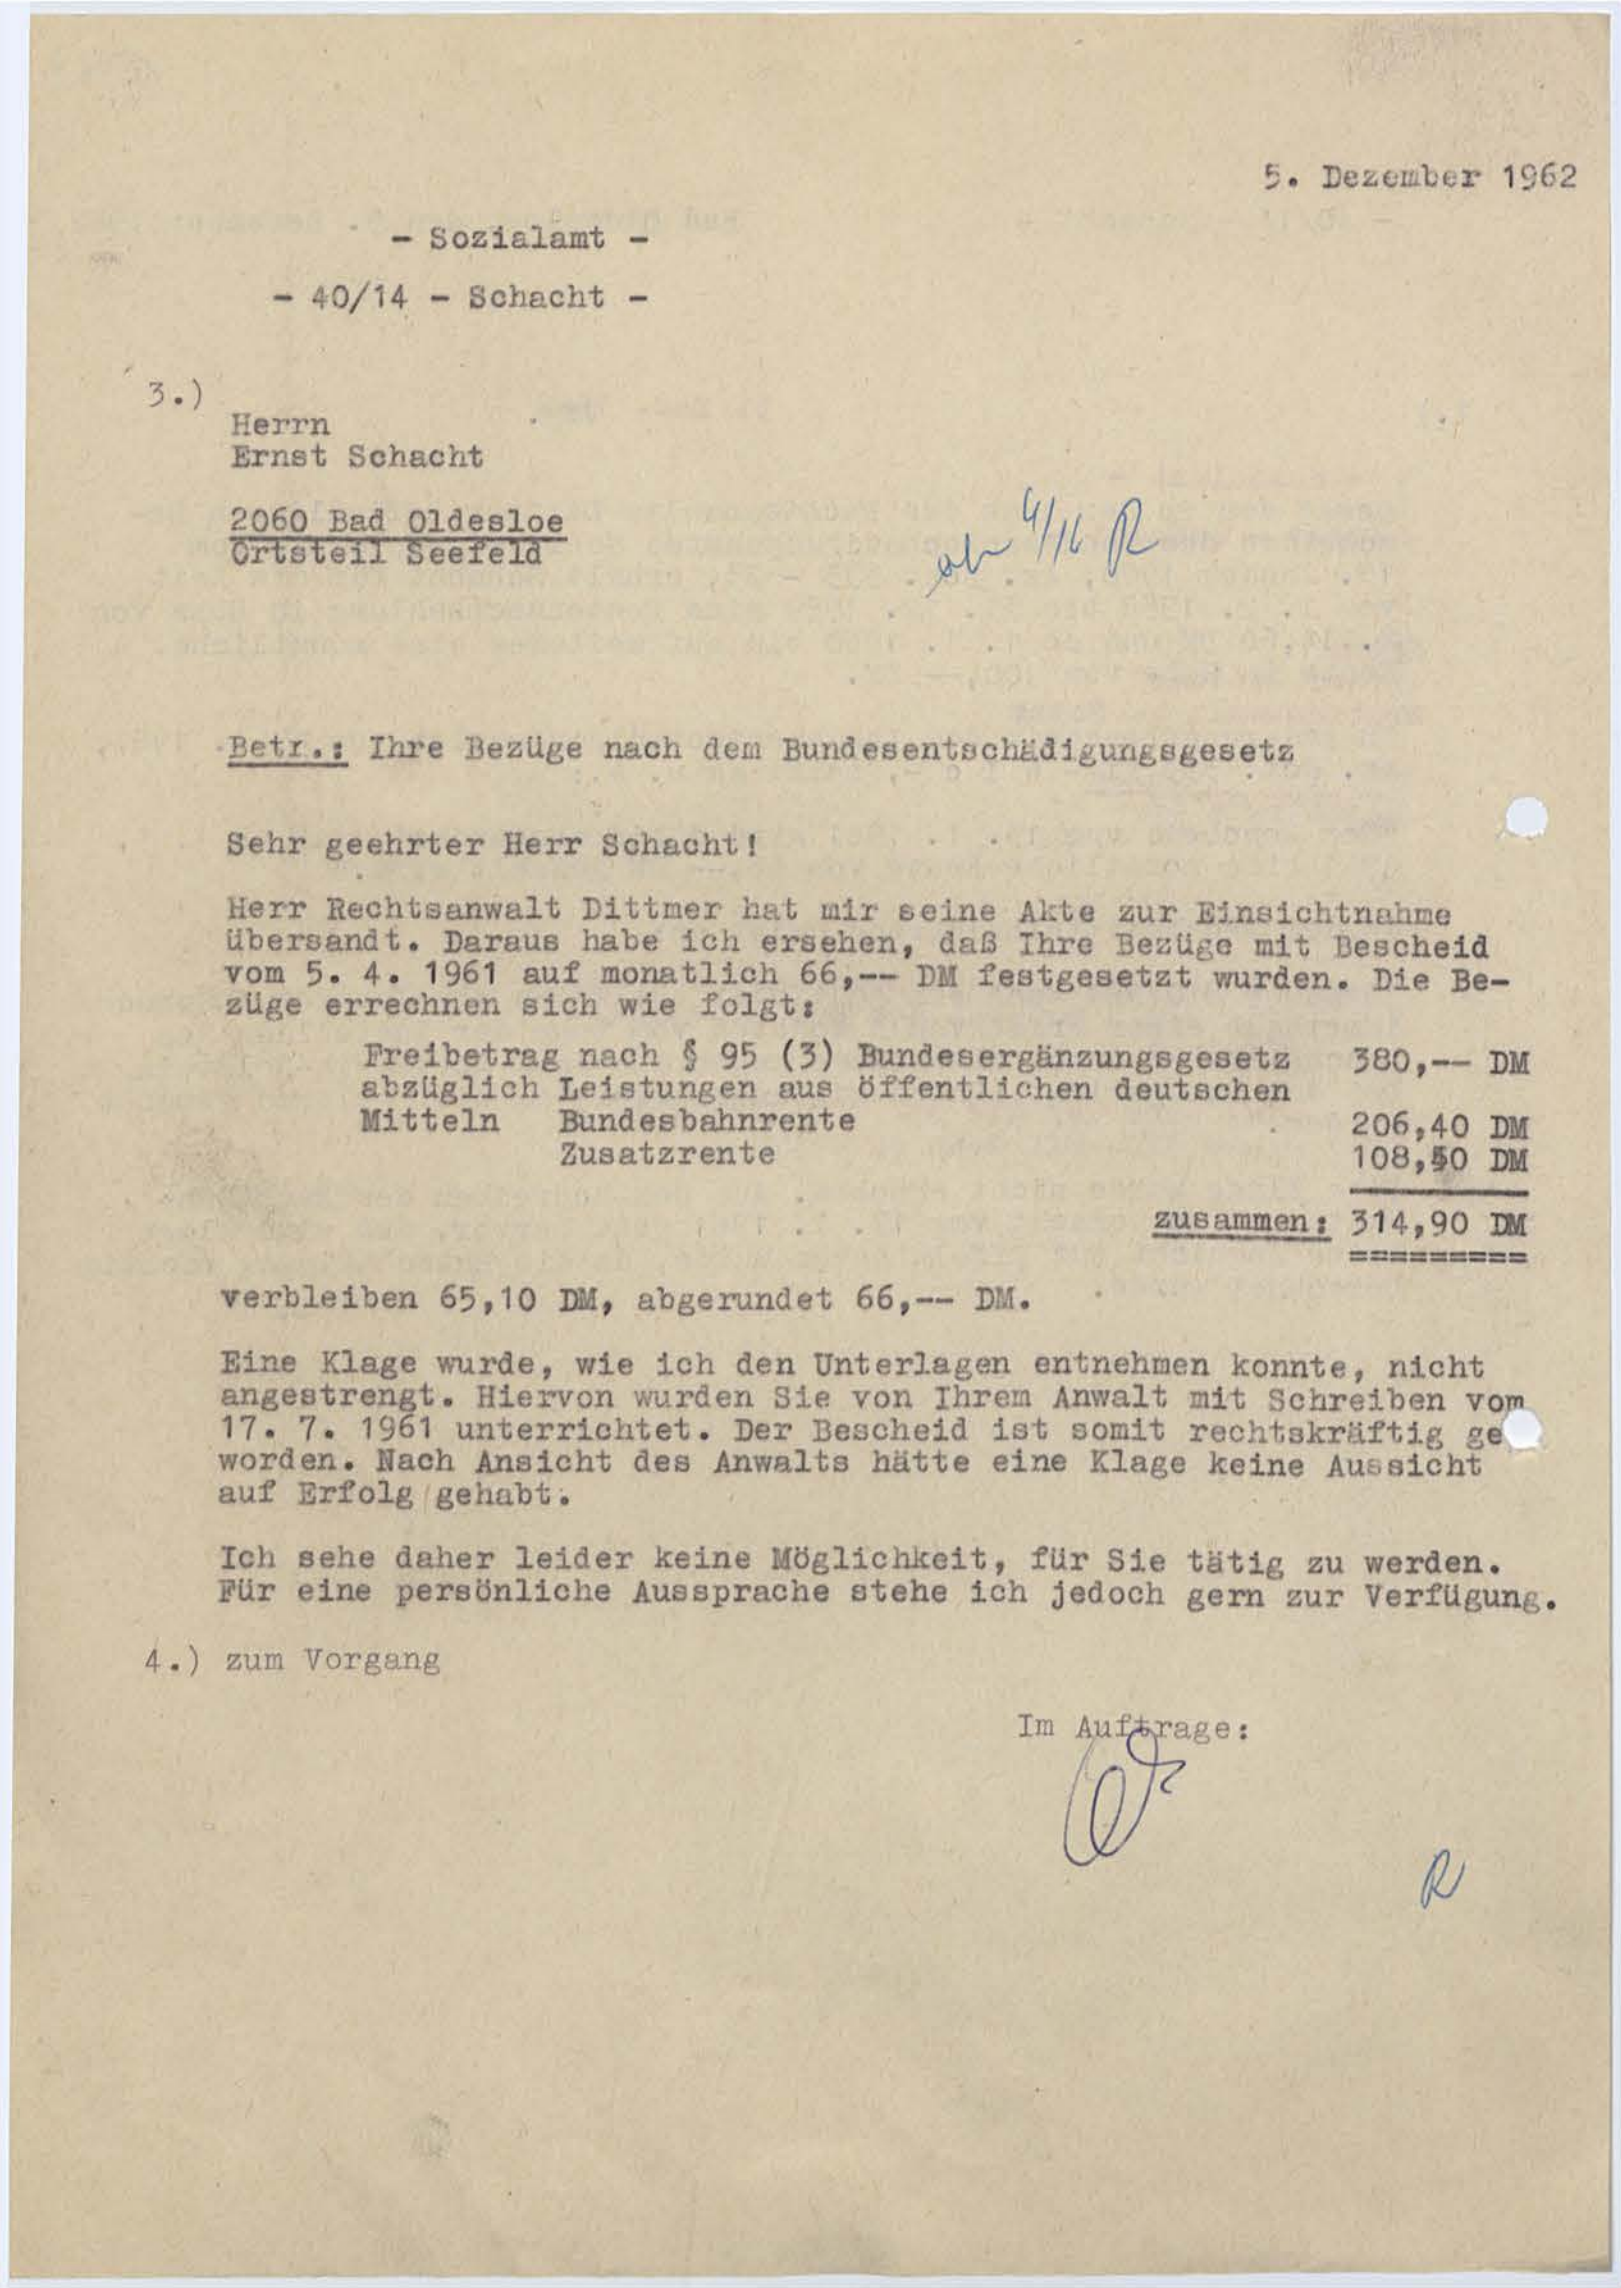 5. Dezember 1962
- Sozialamt -
- 40/14 - Schacht -
3.)
Herrn
Ernst Schacht
2060 Bad Oldesloe
Ortsteil Seefeld
ab
Betr.: Ihre Bezüge nach dem Bundesentschädigungsgesetz
Sehr geehrter Herr Schacht!
Herr Rechtsanwalt Dittmer hat mir seine Akte zur Einsichtnahme
übersandt. Daraus habe ich ersehen, daß Ihre Bezüge mit Bescheid
vom 5. 4. 1961 auf monatlich 66,-- DM festgesetzt wurden. Die Be-
züge errechnen sich wie folgt:
Freibetrag nach § 95 (3) Bundesergänzungsgesetz 380,-- DM
abzüglich Leistungen aus öffentlichen deutschen
Mitteln Bundesbahnrente 206,40 DM
Zusatzrente 108,50 DM
zusammen: 314,90 DM
=========
verbleiben 65,10 DM, abgerundet 66,-- DM.
Eine Klage wurde, wie ich den Unterlagen entnehmen konnte, nicht
angestrengt. Hiervon wurden Sie von Ihrem Anwalt mit Schreiben vom
17. 7. 1961 unterrichtet. Der Bescheid ist somit rechtskräftig ge
worden. Nach Ansicht des Anwalts hätte eine Klage keine Aussicht
auf Erfolg gehabt.
Ich sehe daher leider keine Möglichkeit, für Sie tätig zu werden.
Für eine persönliche Aussprache stehe ich jedoch gern zur Verfügung.
4.) zum Vorgang
Im Auftrage:
R